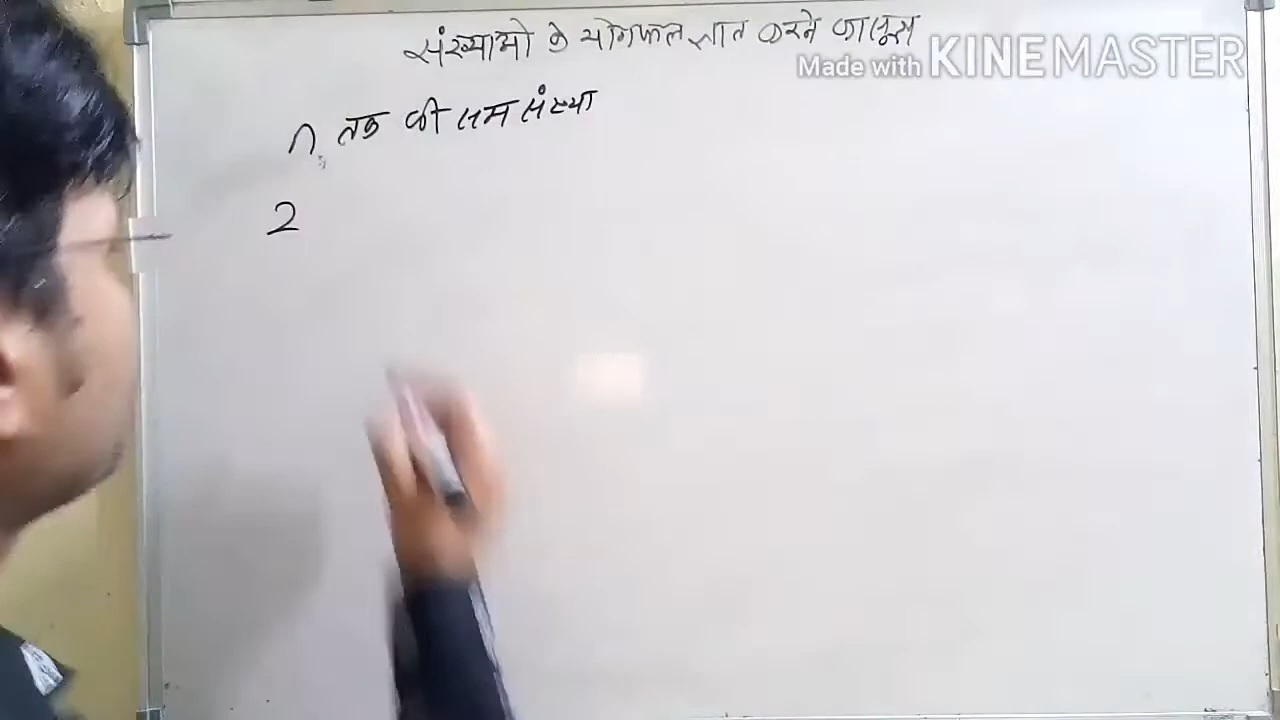 संख्याओ के योगफल ज्ञात करने का सूत्र
Made with KINEMASTER
n तक की सम संख्या
2